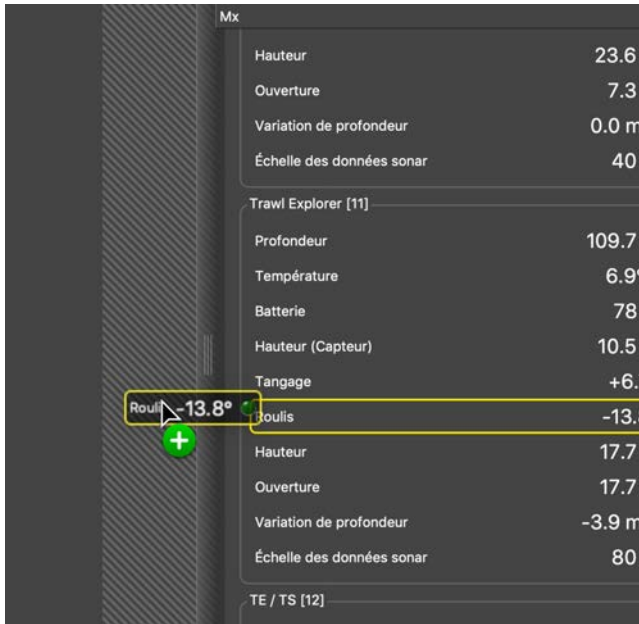 Mx
Hauteur 23.6
Ouverture 7.3
Variation de profondeur 0.0 m
Échelle des données sonar 40
Trawl Explorer [11]
Profondeur 109.7
Température 6.9°
Batterie 78
Hauteur (Capteur) 10.5
Tangage +6.
-13.8°
Roulis -13.
Hauteur 17.7
Ouverture 17.7
Variation de profondeur -3.9 m
Échelle des données sonar 80
TE / TS [12]